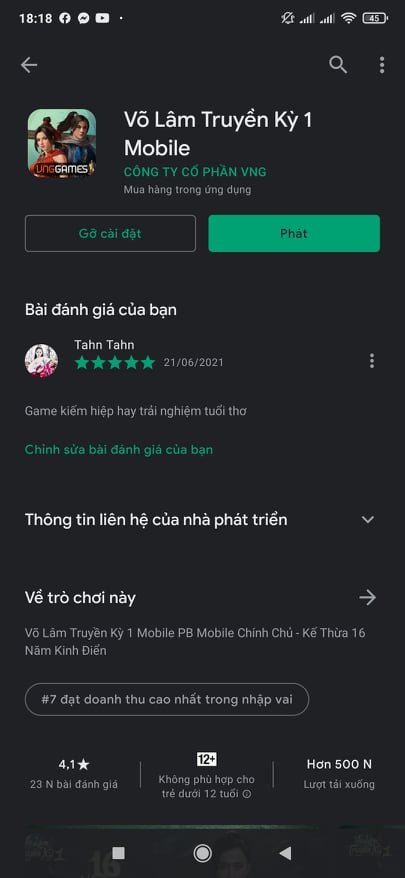 18:18
45
Võ Lâm Truyền Kỳ 1
Mobile
CÔNG TY CỔ PHẦN VNG
Mua hàng trong ứng dụng
VNGGAMES
Gỡ cài đặt
Phát
Bài đánh giá của bạn
Tahn Tahn
21/06/2021
Game kiếm hiệp hay trải nghiệm tuổi thơ
Chỉnh sửa bài đánh giá của bạn
Thông tin liên hệ của nhà phát triển
Về trò chơi này
Võ Lâm Truyền Kỳ 1 Mobile PB Mobile Chính Chủ - Kế Thừa 16
Năm Kinh Điển
#7 đạt doanh thu cao nhất trong nhập vai
4,1★
23 N bài đánh giá
12+
Không phù hợp cho
trẻ dưới 12 tuổi
Hơn 500 N
Lượt tải xuống
16